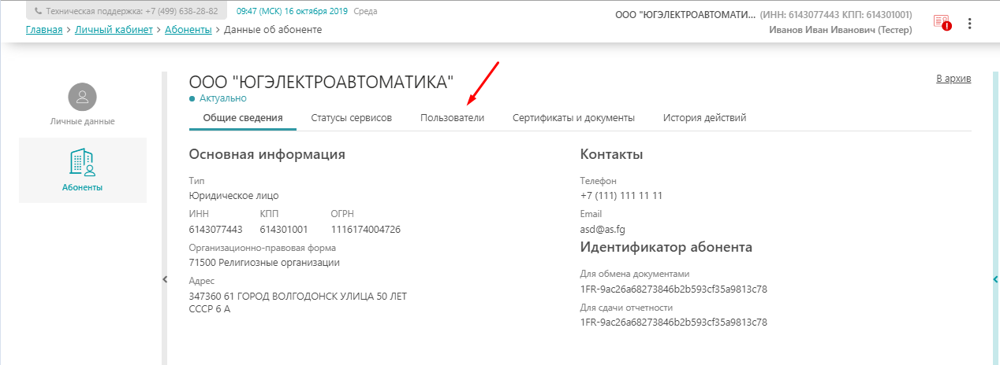 Техническая поддержка: +7 (499) 638-28-82 09:47 (МСК) 16 октября 2019 Среда
ООО "ЮГЭЛЕКТРОАВТОМАТИ... (ИНН: 6143077443 КПП: 614301001)
Главная > Личный кабинет > Абоненты > Данные об абоненте
Иванов Иван Иванович (Тестер)
Личные данные
Абоненты
ООО "ЮГЭЛЕКТРОАВТОМАТИКА"
В архив
Актуально
Общие сведения Статусы сервисов Пользователи Сертификаты и документы История действий
Основная информация
Тип
Юридическое лицо
ИНН КПП ОГРН
6143077443 614301001 1116174004726
Организационно-правовая форма
71500 Религиозные организации
Адрес
347360 61 ГОРОД ВОЛГОДОНСК УЛИЦА 50 ЛЕТ
СССР 6 А
Контакты
Телефон
+7 (111) 111 11 11
Email
asd@as.fg
Идентификатор абонента
Для обмена документами
1FR-9ac26a68273846b2b593cf35a9813c78
Для сдачи отчетности
1FR-9ac26a68273846b2b593cf35a9813c78